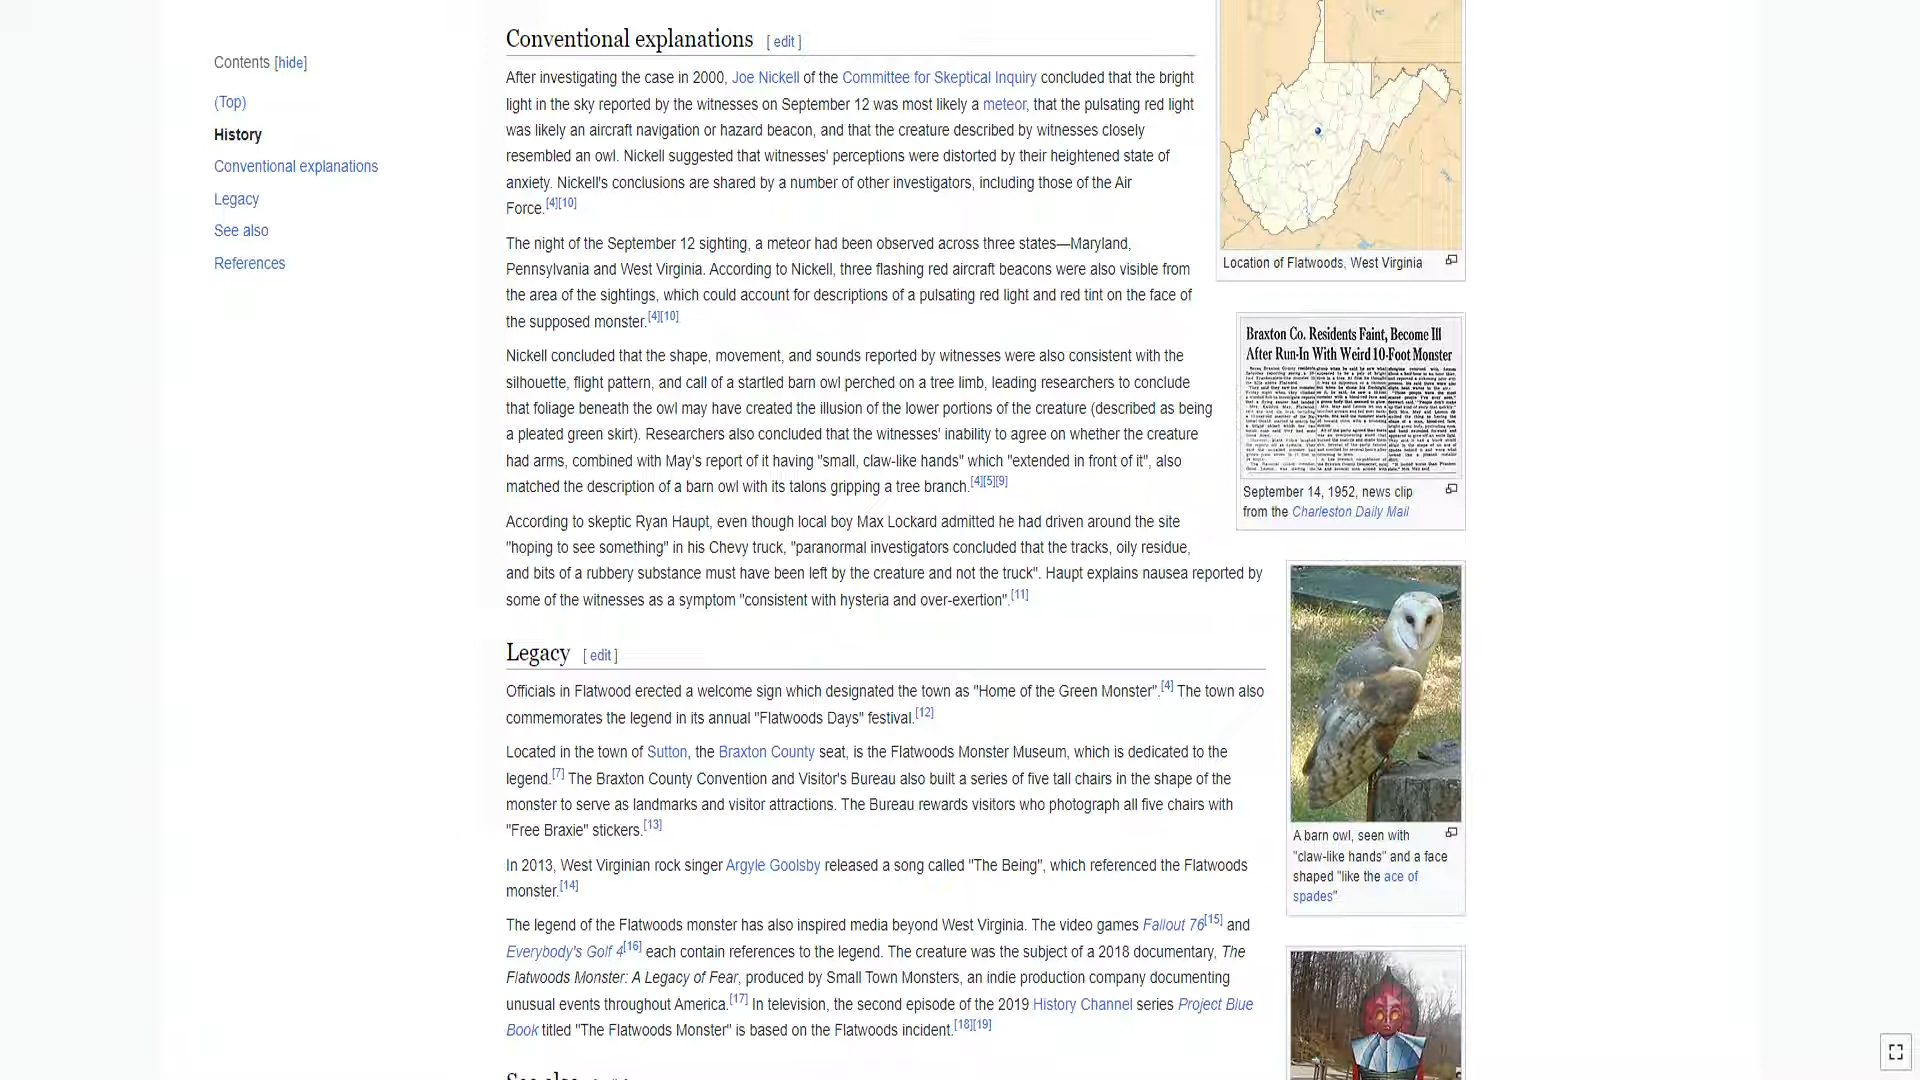 Contents [hide]
(Top)
History
Conventional explanations
Legacy
See also
References
Conventional explanations [ edit ]
After investigating the case in 2000, Joe Nickell of the Committee for Skeptical Inquiry concluded that the bright
light in the sky reported by the witnesses on September 12 was most likely a meteor, that the pulsating red light
was likely an aircraft navigation or hazard beacon, and that the creature described by witnesses closely
resembled an owl. Nickell suggested that witnesses' perceptions were distorted by their heightened state of
anxiety. Nickell's conclusions are shared by a number of other investigators, including those of the Air
Force.[4][10]
The night of the September 12 sighting, a meteor had been observed across three states—Maryland,
Pennsylvania and West Virginia. According to Nickell, three flashing red aircraft beacons were also visible from
the area of the sightings, which could account for descriptions of a pulsating red light and red tint on the face of
the supposed monster.[4][10]
Nickell concluded that the shape, movement, and sounds reported by witnesses were also consistent with the
silhouette, flight pattern, and call of a startled barn owl perched on a tree limb, leading researchers to conclude
that foliage beneath the owl may have created the illusion of the lower portions of the creature (described as being
a pleated green skirt). Researchers also concluded that the witnesses' inability to agree on whether the creature
had arms, combined with May's report of it having "small, claw-like hands" which "extended in front of it", also
matched the description of a barn owl with its talons gripping a tree branch.[4][5][9]
According to skeptic Ryan Haupt, even though local boy Max Lockard admitted he had driven around the site
"hoping to see something" in his Chevy truck, "paranormal investigators concluded that the tracks, oily residue,
and bits of a rubbery substance must have been left by the creature and not the truck". Haupt explains nausea reported by
some of the witnesses as a symptom "consistent with hysteria and over-exertion".[11]
Legacy [ edit ]
Officials in Flatwood erected a welcome sign which designated the town as "Home of the Green Monster".[4] The town also
commemorates the legend in its annual "Flatwoods Days" festival.[12]
Located in the town of Sutton, the Braxton County seat, is the Flatwoods Monster Museum, which is dedicated to the
legend.[7] The Braxton County Convention and Visitor's Bureau also built a series of five tall chairs in the shape of the
monster to serve as landmarks and visitor attractions. The Bureau rewards visitors who photograph all five chairs with
"Free Braxie" stickers.[13]
In 2013, West Virginian rock singer Argyle Goolsby released a song called "The Being", which referenced the Flatwoods
monster.[14]
The legend of the Flatwoods monster has also inspired media beyond West Virginia. The video games Fallout 76[15] and
Everybody's Golf 4[16] each contain references to the legend. The creature was the subject of a 2018 documentary, The
Flatwoods Monster: A Legacy of Fear, produced by Small Town Monsters, an indie production company documenting
unusual events throughout America.[17] In television, the second episode of the 2019 History Channel series Project Blue
Book titled "The Flatwoods Monster" is based on the Flatwoods incident.[18][19]
See also
Location of Flatwoods, West Virginia
Braxton Co. Residents Faint, Become Ill
After Run-In With Weird 10-Foot Monster
September 14, 1952, news clip
from the Charleston Daily Mail
A barn owl, seen with
"claw-like hands" and a face
shaped "like the ace of
spades"